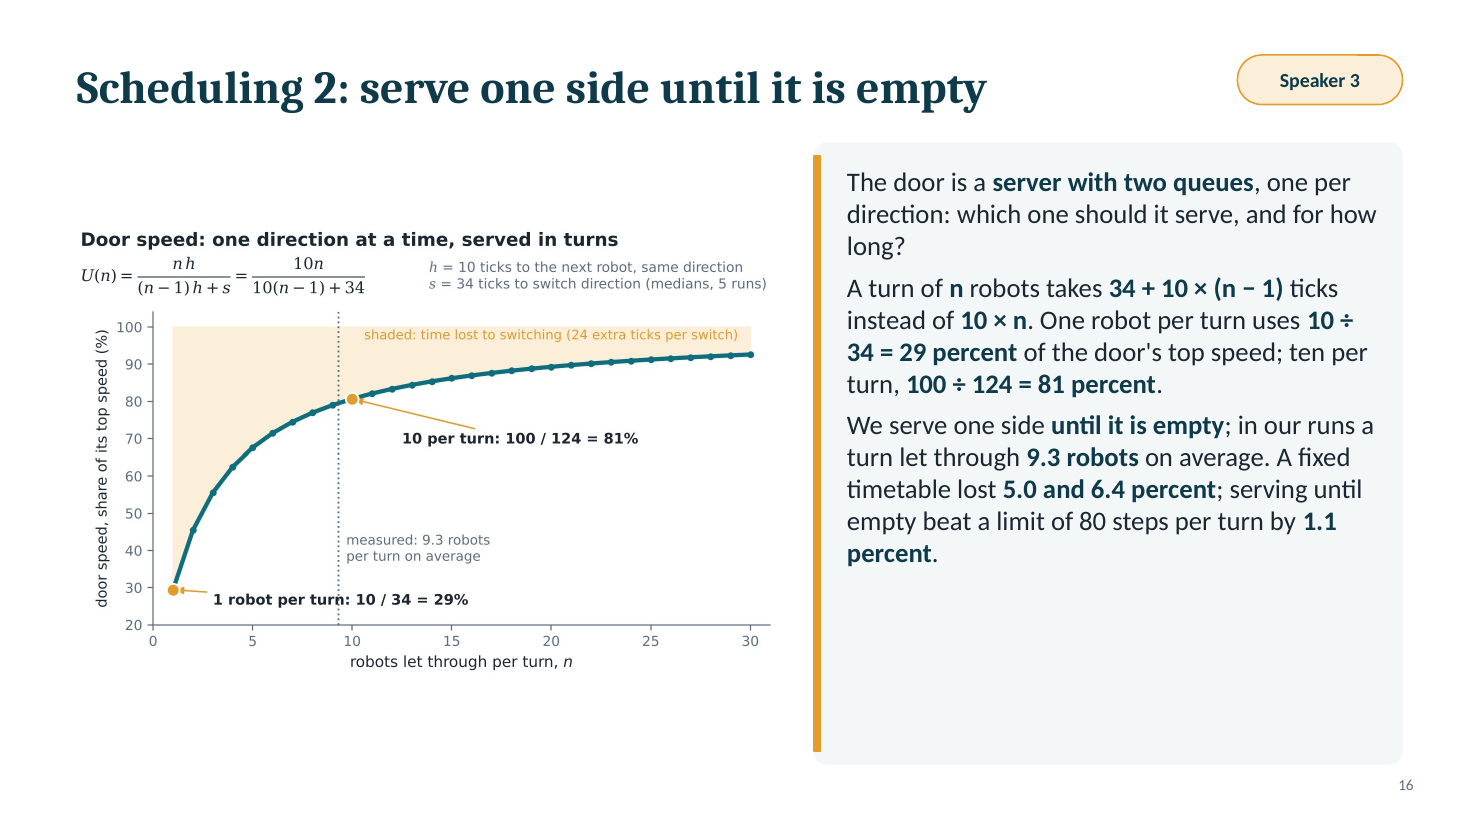 Scheduling 2: serve one side until it is empty
Speaker 3
Door speed: one direction at a time, served in turns
U(n) = n h / ((n − 1) h + s) = 10n / (10(n − 1) + 34)
h = 10 ticks to the next robot, same direction
s = 34 ticks to switch direction (medians, 5 runs)
door speed, share of its top speed (%)
100
90
80
70
60
50
40
30
20
shaded: time lost to switching (24 extra ticks per switch)
10 per turn: 100 / 124 = 81%
measured: 9.3 robots
per turn on average
1 robot per turn: 10 / 34 = 29%
0 5 10 15 20 25 30
robots let through per turn, n
The door is a server with two queues, one per
direction: which one should it serve, and for how
long?
A turn of n robots takes 34 + 10 × (n − 1) ticks
instead of 10 × n. One robot per turn uses 10 ÷
34 = 29 percent of the door's top speed; ten per
turn, 100 ÷ 124 = 81 percent.
We serve one side until it is empty; in our runs a
turn let through 9.3 robots on average. A fixed
timetable lost 5.0 and 6.4 percent; serving until
empty beat a limit of 80 steps per turn by 1.1
percent.
16